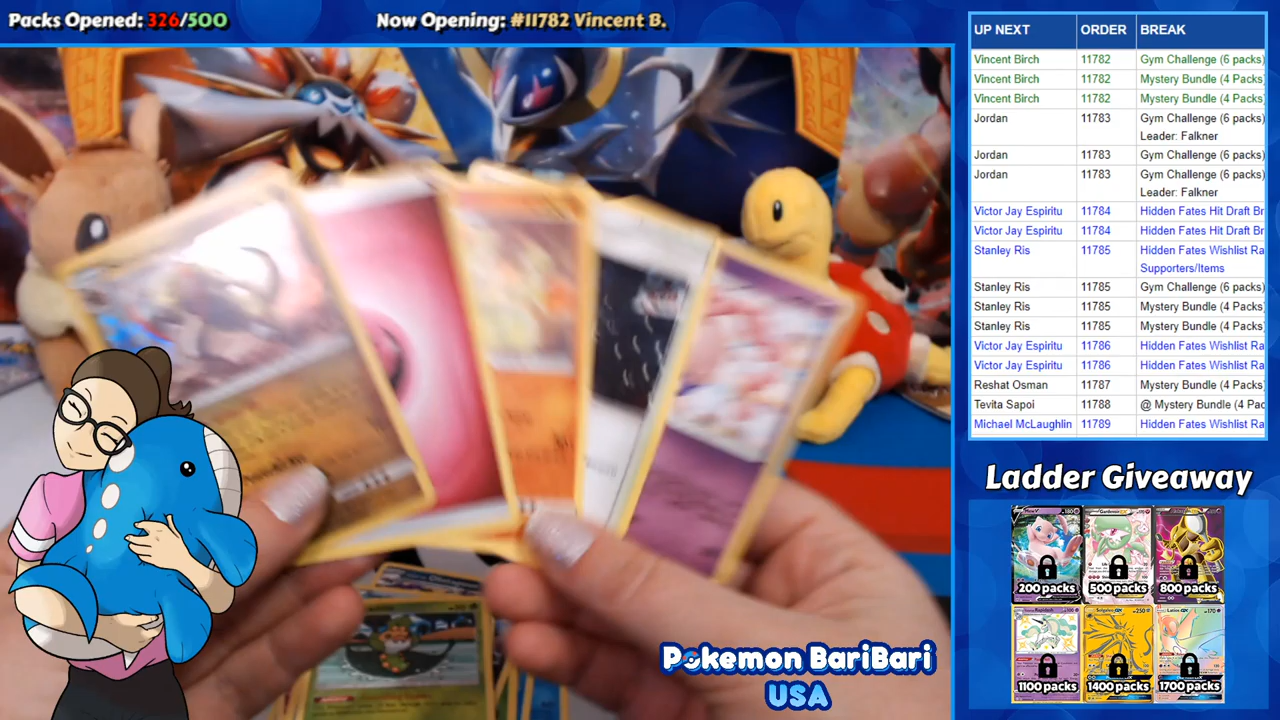 Packs Opened: 326/500
Now Opening: #11782 Vincent B.
UP NEXT ORDER BREAK
Vincent Birch 11782 Gym Challenge (6 packs)
Vincent Birch 11782 Mystery Bundle (4 Packs)
Vincent Birch 11782 Mystery Bundle (4 Packs)
Jordan 11783 Gym Challenge (6 packs)
Leader: Falkner
Jordan 11783 Gym Challenge (6 packs)
Jordan 11783 Gym Challenge (6 packs)
Leader: Falkner
Victor Jay Espiritu 11784 Hidden Fates Hit Draft Br
Victor Jay Espiritu 11784 Hidden Fates Hit Draft Br
Stanley Ris 11785 Hidden Fates Wishlist Ra
Supporters/Items
Stanley Ris 11785 Gym Challenge (6 packs)
Stanley Ris 11785 Mystery Bundle (4 Packs)
Stanley Ris 11785 Mystery Bundle (4 Packs)
Victor Jay Espiritu 11786 Hidden Fates Wishlist Ra
Victor Jay Espiritu 11786 Hidden Fates Wishlist Ra
Reshat Osman 11787 Mystery Bundle (4 Packs)
Tevita Sapoi 11788 @ Mystery Bundle (4 Pac
Michael McLaughlin 11789 Hidden Fates Wishlist Ra
Ladder Giveaway
200 packs 500 packs 800 packs
1100 packs 1400 packs 1700 packs
Pokemon BariBari
USA